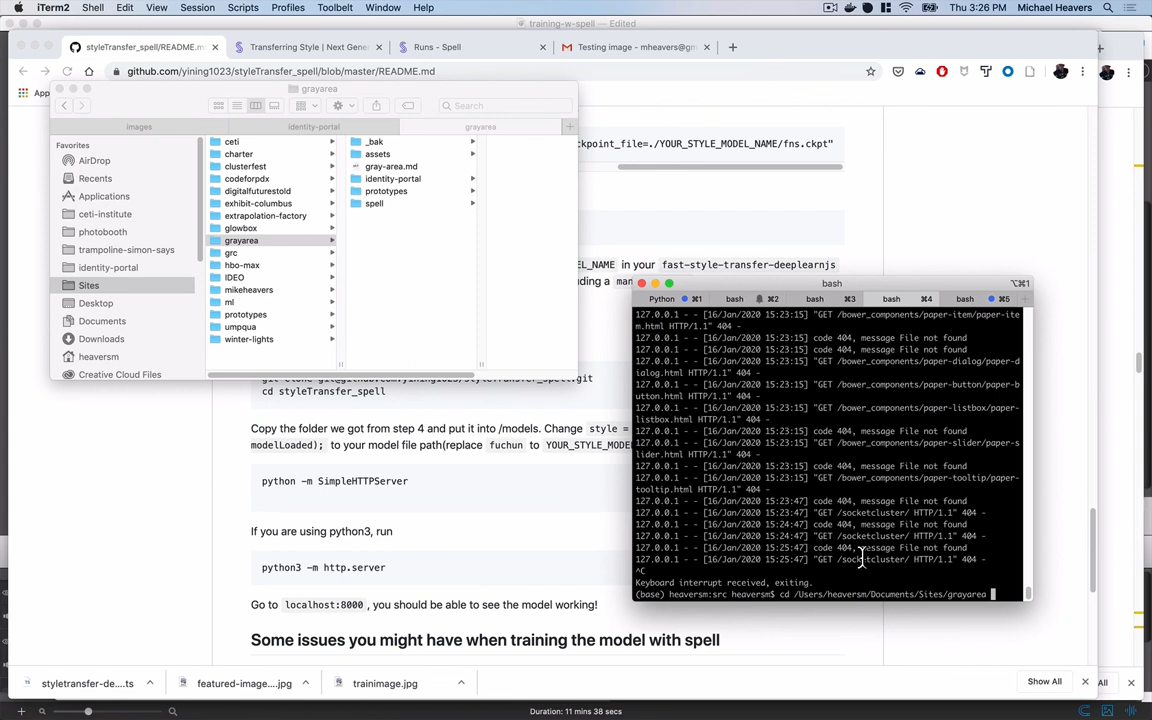 iTerm2 Shell Edit View Session Scripts Profiles Toolbelt Window Help Thu 3:26 PM Michael Heavers
training-w-spell — Edited
styleTransfer_spell/README.md × Transferring Style | Next Gene × Runs - Spell × Testing image - mheavers@gm × +
github.com/yining1023/styleTransfer_spell/blob/master/README.md
App
grayarea
Search
images identity-portal grayarea +
Favorites
AirDrop
Recents
Applications
ceti-institute
photobooth
trampoline-simon-says
identity-portal
Sites
Desktop
Documents
Downloads
heaversm
Creative Cloud Files
ceti
charter
clusterfest
codeforpdx
digitalfuturestold
exhibit-columbus
extrapolation-factory
glowbox
grayarea
grc
hbo-max
IDEO
mikeheavers
ml
prototypes
umpqua
winter-lights
_bak
assets
gray-area.md
identity-portal
prototypes
spell
ckpoint_file=./YOUR_STYLE_MODEL_NAME/fns.ckpt"
EL_NAME in your fast-style-transfer-deeplearnjs
uding a man
git clone git@github.com/yining1023/styleTransfer_spell.git
cd styleTransfer_spell
Copy the folder we got from step 4 and put it into /models. Change style =
modelLoaded); to your model file path(replace fuchun to YOUR_STYLE_MODE
python -m SimpleHTTPServer
If you are using python3, run
python3 -m http.server
Go to localhost:8000, you should be able to see the model working!
Some issues you might have when training the model with spell
bash ⌥⌘1
Python ⌘1 bash ⌘2 bash ⌘3 bash ⌘4 bash ⌘5
127.0.0.1 - - [16/Jan/2020 15:23:15] "GET /bower_components/paper-item/paper-ite
m.html HTTP/1.1" 404 -
127.0.0.1 - - [16/Jan/2020 15:23:15] code 404, message File not found
127.0.0.1 - - [16/Jan/2020 15:23:15] code 404, message File not found
127.0.0.1 - - [16/Jan/2020 15:23:15] "GET /bower_components/paper-dialog/paper-d
ialog.html HTTP/1.1" 404 -
127.0.0.1 - - [16/Jan/2020 15:23:15] "GET /bower_components/paper-button/paper-b
utton.html HTTP/1.1" 404 -
127.0.0.1 - - [16/Jan/2020 15:23:15] "GET /bower_components/paper-listbox/paper-
listbox.html HTTP/1.1" 404 -
127.0.0.1 - - [16/Jan/2020 15:23:15] code 404, message File not found
127.0.0.1 - - [16/Jan/2020 15:23:15] "GET /bower_components/paper-slider/paper-s
lider.html HTTP/1.1" 404 -
127.0.0.1 - - [16/Jan/2020 15:23:15] code 404, message File not found
127.0.0.1 - - [16/Jan/2020 15:23:15] "GET /bower_components/paper-tooltip/paper-
tooltip.html HTTP/1.1" 404 -
127.0.0.1 - - [16/Jan/2020 15:23:47] code 404, message File not found
127.0.0.1 - - [16/Jan/2020 15:23:47] "GET /socketcluster/ HTTP/1.1" 404 -
127.0.0.1 - - [16/Jan/2020 15:24:47] code 404, message File not found
127.0.0.1 - - [16/Jan/2020 15:24:47] "GET /socketcluster/ HTTP/1.1" 404 -
127.0.0.1 - - [16/Jan/2020 15:25:47] code 404, message File not found
127.0.0.1 - - [16/Jan/2020 15:25:47] "GET /socketcluster/ HTTP/1.1" 404 -
^C
Keyboard interrupt received, exiting.
(base) heaversm:src heaversm$ cd /Users/heaversm/Documents/Sites/grayarea
styletransfer-de....ts featured-image....jpg trainimage.jpg Show All × All ×
Duration: 11 mins 38 secs